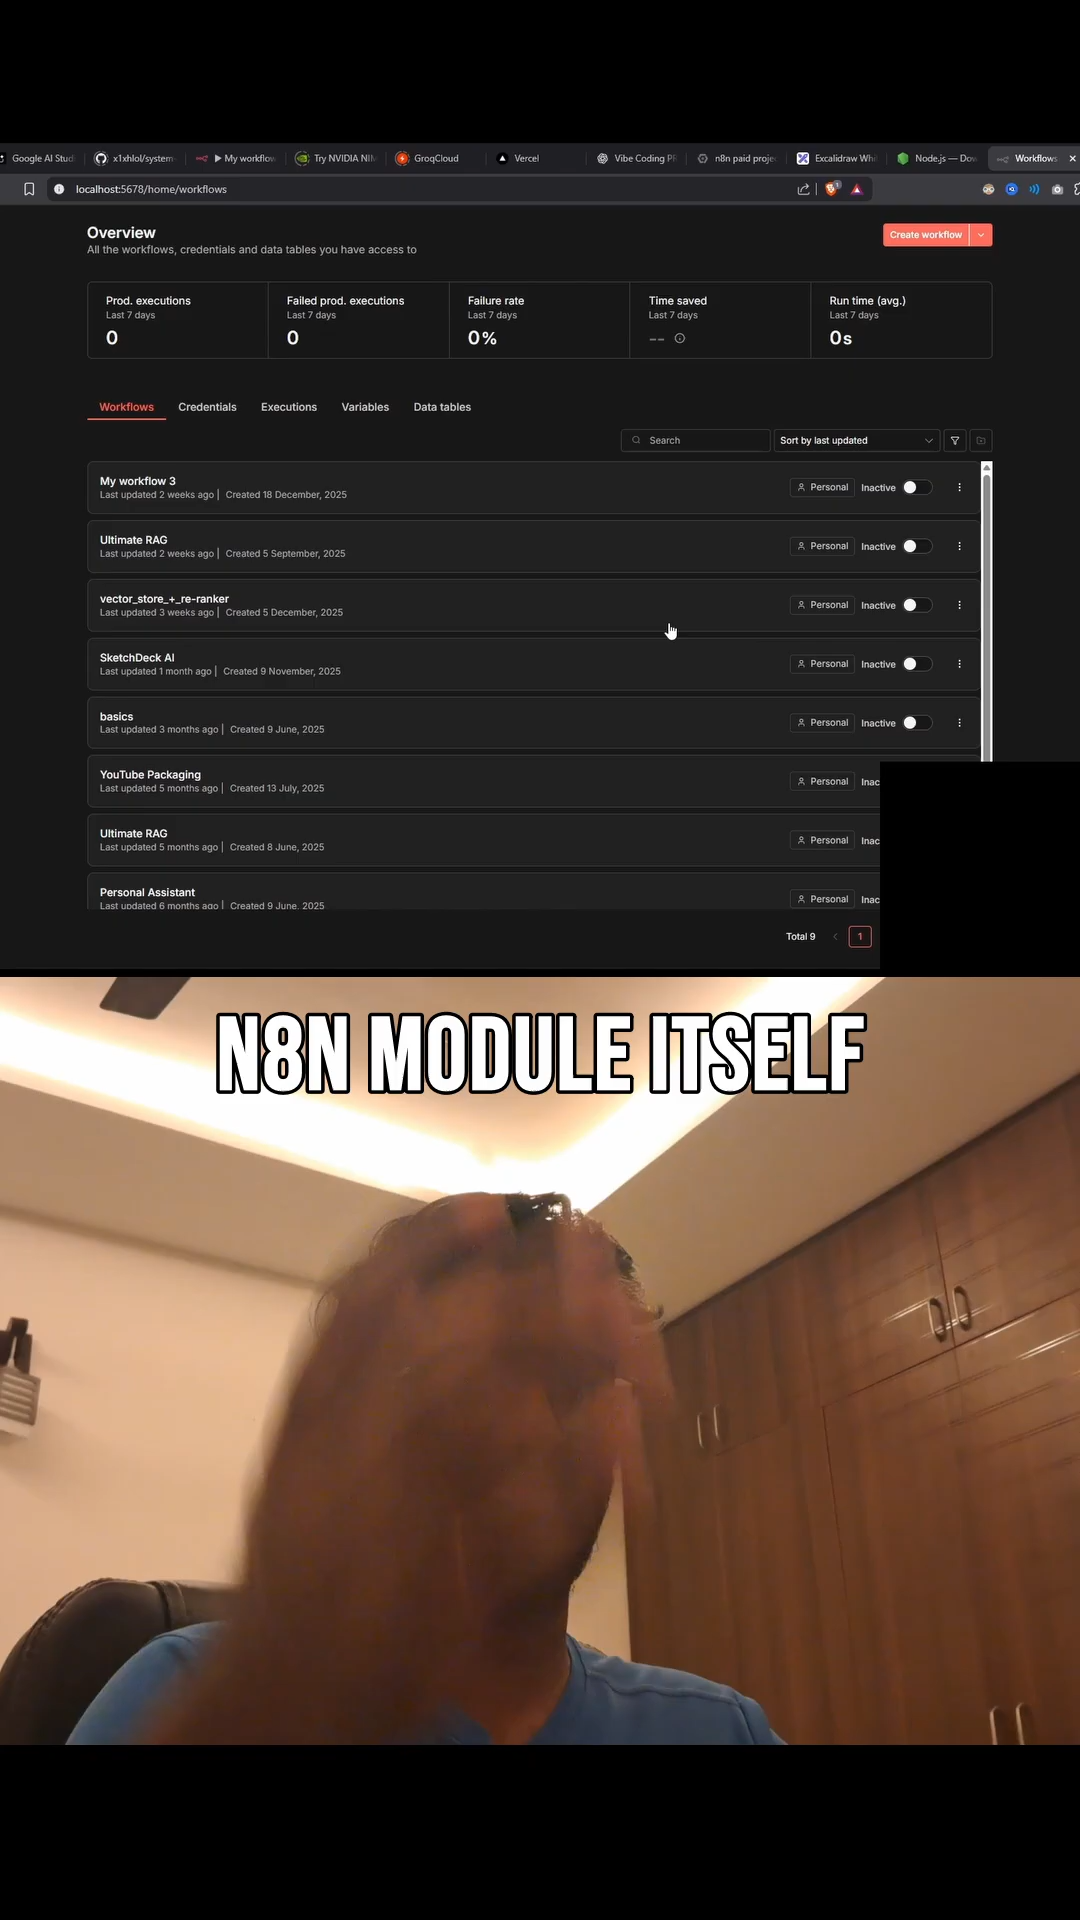 Google AI Stud
x1xhlol/system
My workflow
Try NVIDIA NIM
GroqCloud
Vercel
Vibe Coding PR
n8n paid projec
Excalidraw Whi
Node.js — Dow
Workflows
localhost:5678/home/workflows
Overview
All the workflows, credentials and data tables you have access to
Create workflow
Prod. executions
Last 7 days
0
Failed prod. executions
Last 7 days
0
Failure rate
Last 7 days
0%
Time saved
Last 7 days
--
Run time (avg.)
Last 7 days
0s
Workflows Credentials Executions Variables Data tables
Search
Sort by last updated
My workflow 3
Last updated 2 weeks ago | Created 18 December, 2025
Personal Inactive
Ultimate RAG
Last updated 2 weeks ago | Created 5 September, 2025
Personal Inactive
vector_store_+_re-ranker
Last updated 3 weeks ago | Created 5 December, 2025
Personal Inactive
SketchDeck AI
Last updated 1 month ago | Created 9 November, 2025
Personal Inactive
basics
Last updated 3 months ago | Created 9 June, 2025
Personal Inactive
YouTube Packaging
Last updated 5 months ago | Created 13 July, 2025
Personal Inac
Ultimate RAG
Last updated 5 months ago | Created 8 June, 2025
Personal Inac
Personal Assistant
Last updated 6 months ago | Created 9 June, 2025
Personal Inac
Total 9
1
N8N MODULE ITSELF